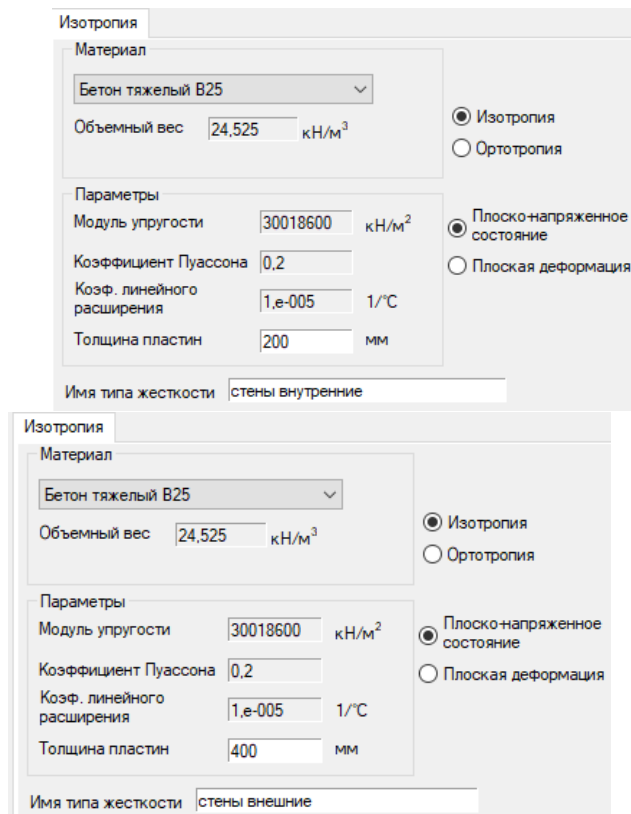 Изотропия
Материал
Бетон тяжелый B25
Объемный вес 24,525 кН/м³
Изотропия
Ортотропия
Параметры
Модуль упругости 30018600 кН/м²
Коэффициент Пуассона 0,2
Коэф. линейного
расширения 1,e-005 1/°C
Толщина пластин 200 мм
Плоско-напряженное
состояние
Плоская деформация
Имя типа жесткости стены внутренние
Изотропия
Материал
Бетон тяжелый B25
Объемный вес 24,525 кН/м³
Изотропия
Ортотропия
Параметры
Модуль упругости 30018600 кН/м²
Коэффициент Пуассона 0,2
Коэф. линейного
расширения 1,e-005 1/°C
Толщина пластин 400 мм
Плоско-напряженное
состояние
Плоская деформация
Имя типа жесткости стены внешние